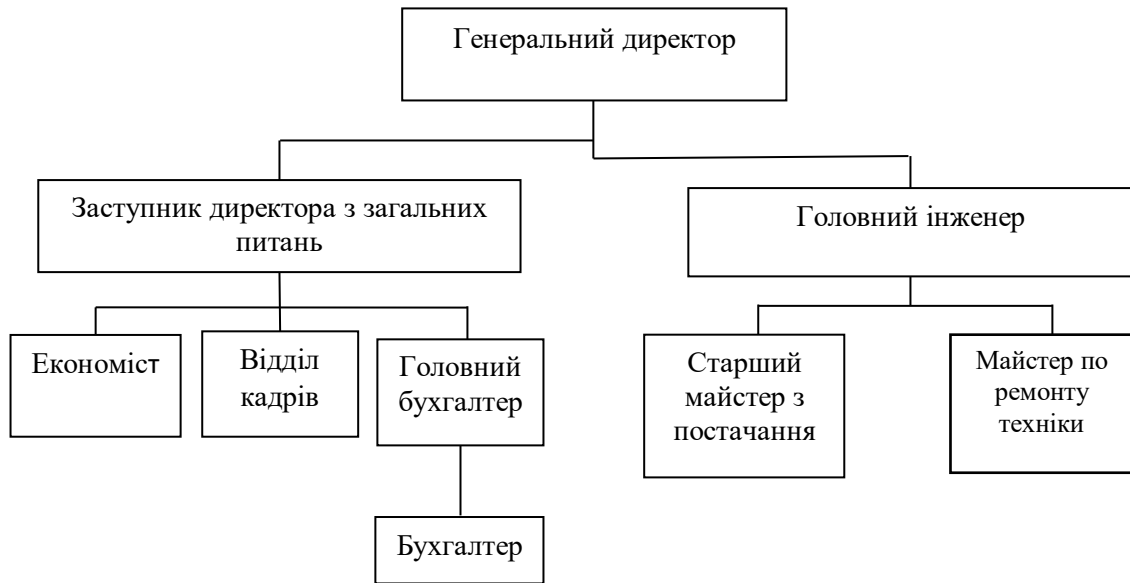 Генеральний директор
Заступник директора з загальних
питань
Головний інженер
Економіст
Відділ
кадрів
Головний
бухгалтер
Старший
майстер з
постачання
Майстер по
ремонту
техніки
Бухгалтер